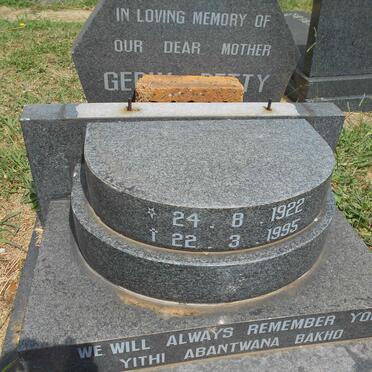 IN LOVING MEMORY OF
OUR DEAR MOTHER
24 . 8 . 1922
22 . 3 . 1995
WE WILL ALWAYS REMEMBER YOU
YITHI ABANTWANA BAKHO